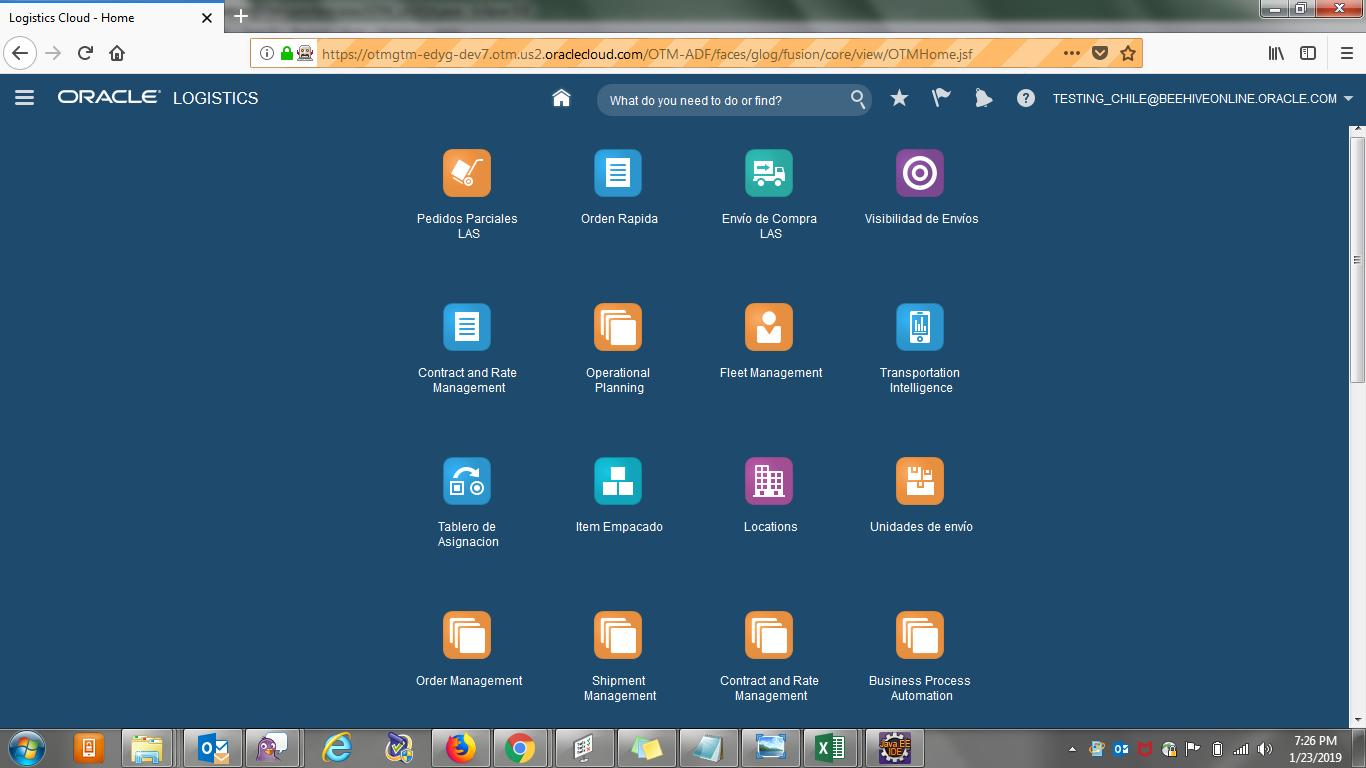 Logistics Cloud - Home
https://otmgtm-edyg-dev7.otm.us2.oraclecloud.com/OTM-ADF/faces/glog/fusion/core/view/OTMHome.jsf
ORACLE LOGISTICS
What do you need to do or find?
TESTING_CHILE@BEEHIVEONLINE.ORACLE.COM
Pedidos Parciales
LAS
Orden Rapida
Envío de Compra
LAS
Visibilidad de Envíos
Contract and Rate
Management
Operational
Planning
Fleet Management
Transportation
Intelligence
Tablero de
Asignacion
Item Empacado
Locations
Unidades de envío
Order Management
Shipment
Management
Contract and Rate
Management
Business Process
Automation
Java EE
IDE
7:26 PM
1/23/2019